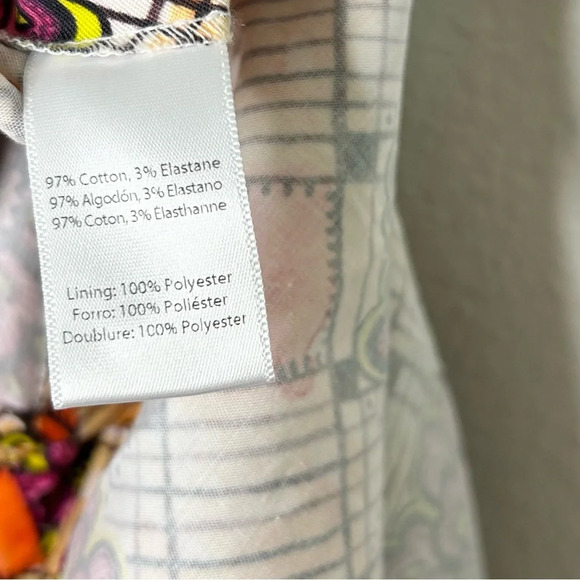 97% Cotton, 3% Elastane
97% Algodón, 3% Elastano
97% Coton, 3% Élasthanne
Lining: 100% Polyester
Forro: 100% Poliéster
Doublure: 100% Polyester